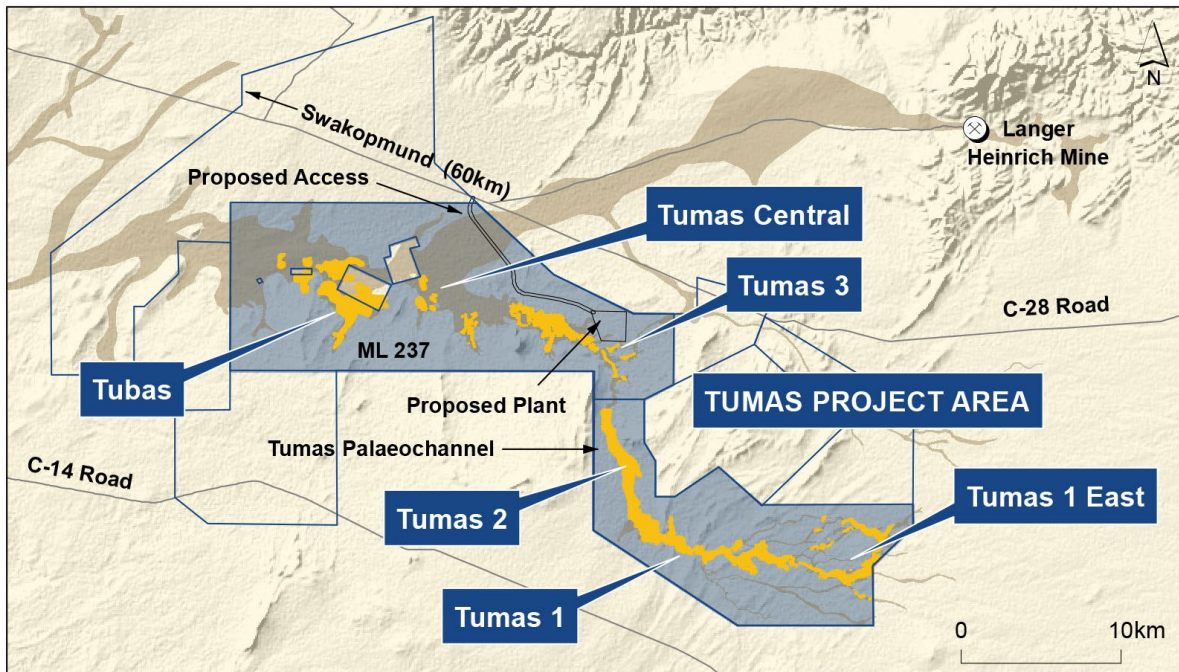 N
Langer
Heinrich Mine
Swakopmund (60km)
Proposed Access
Tumas Central
Tumas 3
C-28 Road
ML 237
Tubas
Proposed Plant
TUMAS PROJECT AREA
Tumas Palaeochannel
C-14 Road
Tumas 2
Tumas 1 East
Tumas 1
0 10km